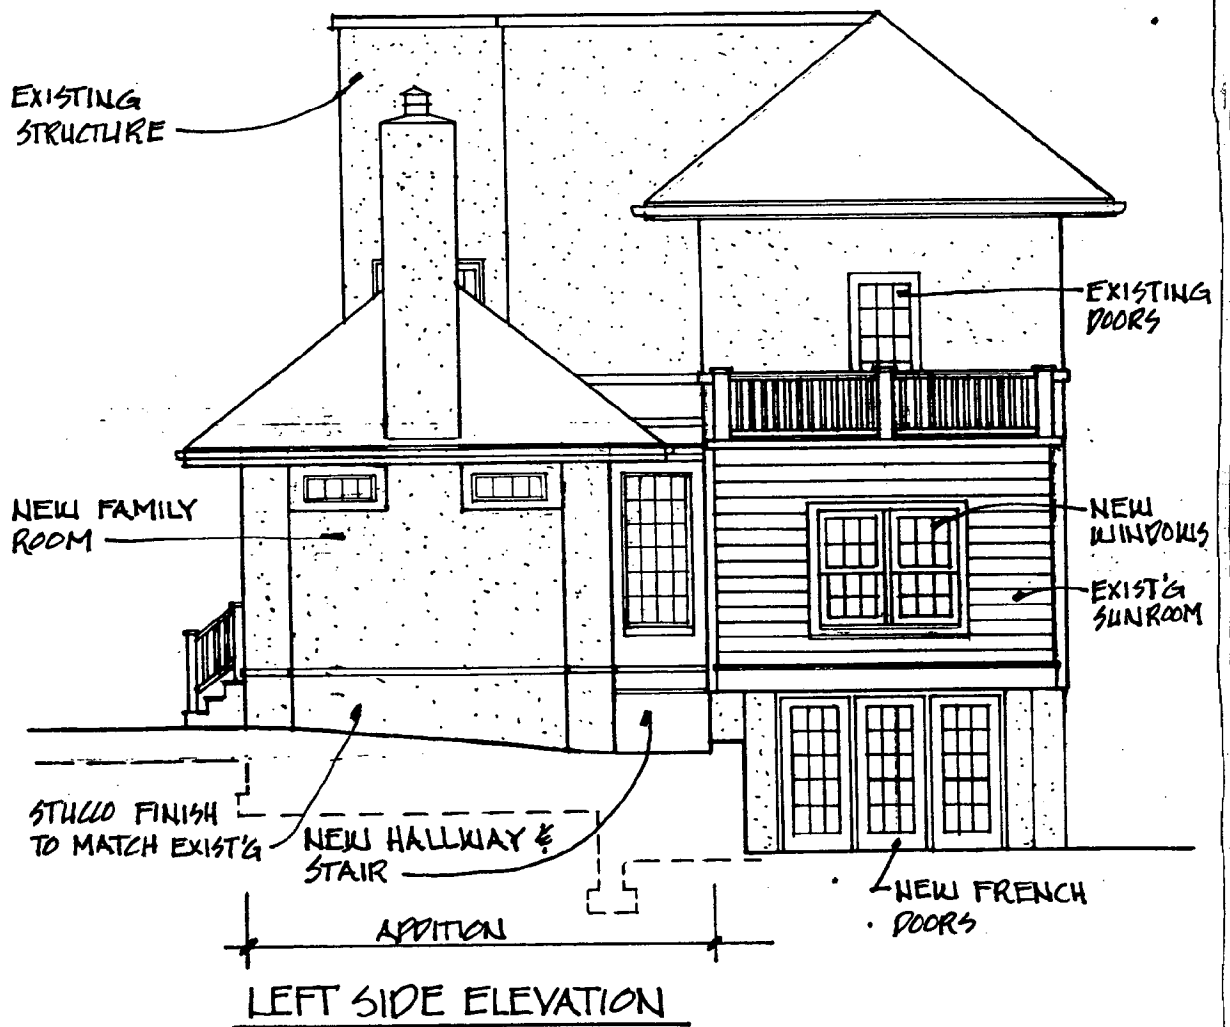 EXISTING
STRUCTURE
EXISTING
DOORS
NEW FAMILY
ROOM
NEW
WINDOWS
EXIST'G
SUNROOM
STUCCO FINISH
TO MATCH EXIST'G
NEW HALLWAY &
STAIR
NEW FRENCH
DOORS
ADDITION
LEFT SIDE ELEVATION